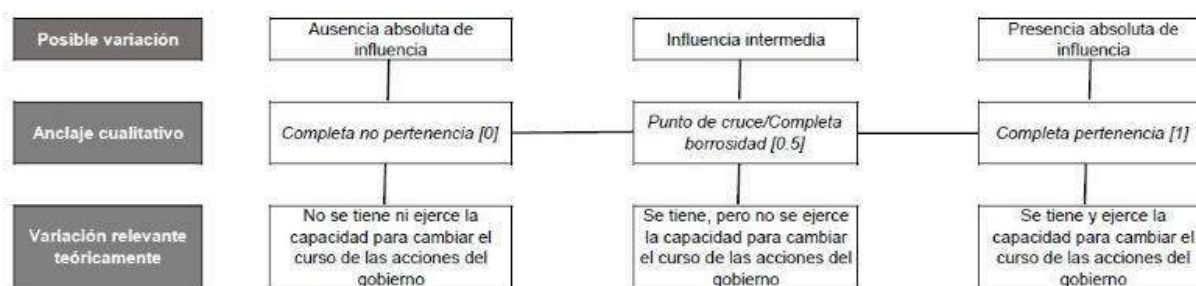 Posible variación
Ausencia absoluta de
influencia
Influencia intermedia
Presencia absoluta de
influencia
Anclaje cualitativo
Completa no pertenencia [0]
Punto de cruce/Completa
borrosidad [0.5]
Completa pertenencia [1]
Variación relevante
teóricamente
No se tiene ni ejerce la
capacidad para cambiar el
curso de las acciones del
gobierno
Se tiene, pero no se ejerce
la capacidad para cambiar
el curso de las acciones del
gobierno
Se tiene y ejerce la
capacidad para cambiar el
curso de las acciones del
gobierno